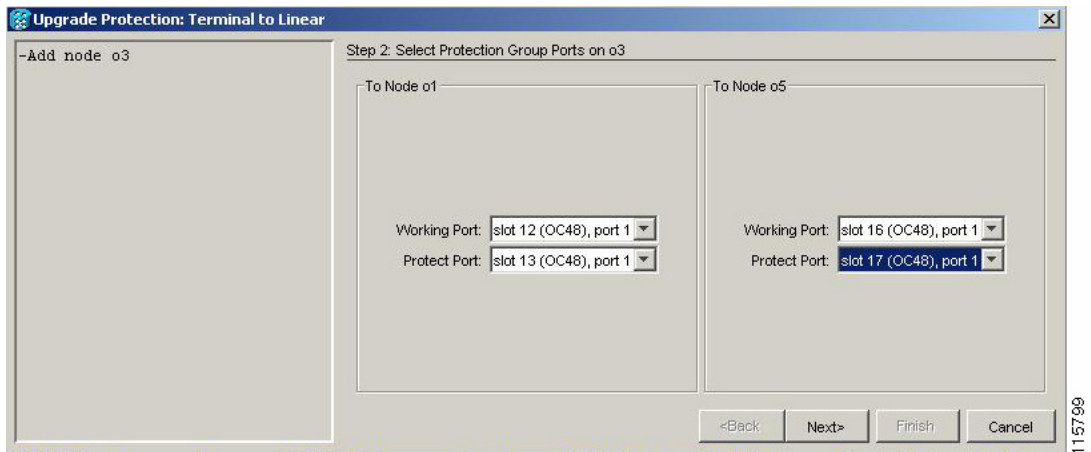 Upgrade Protection: Terminal to Linear
-Add node o3
Step 2: Select Protection Group Ports on o3
To Node o1
Working Port: slot 12 (OC48), port 1
Protect Port: slot 13 (OC48), port 1
To Node o5
Working Port: slot 16 (OC48), port 1
Protect Port: slot 17 (OC48), port 1
<Back Next> Finish Cancel
115799